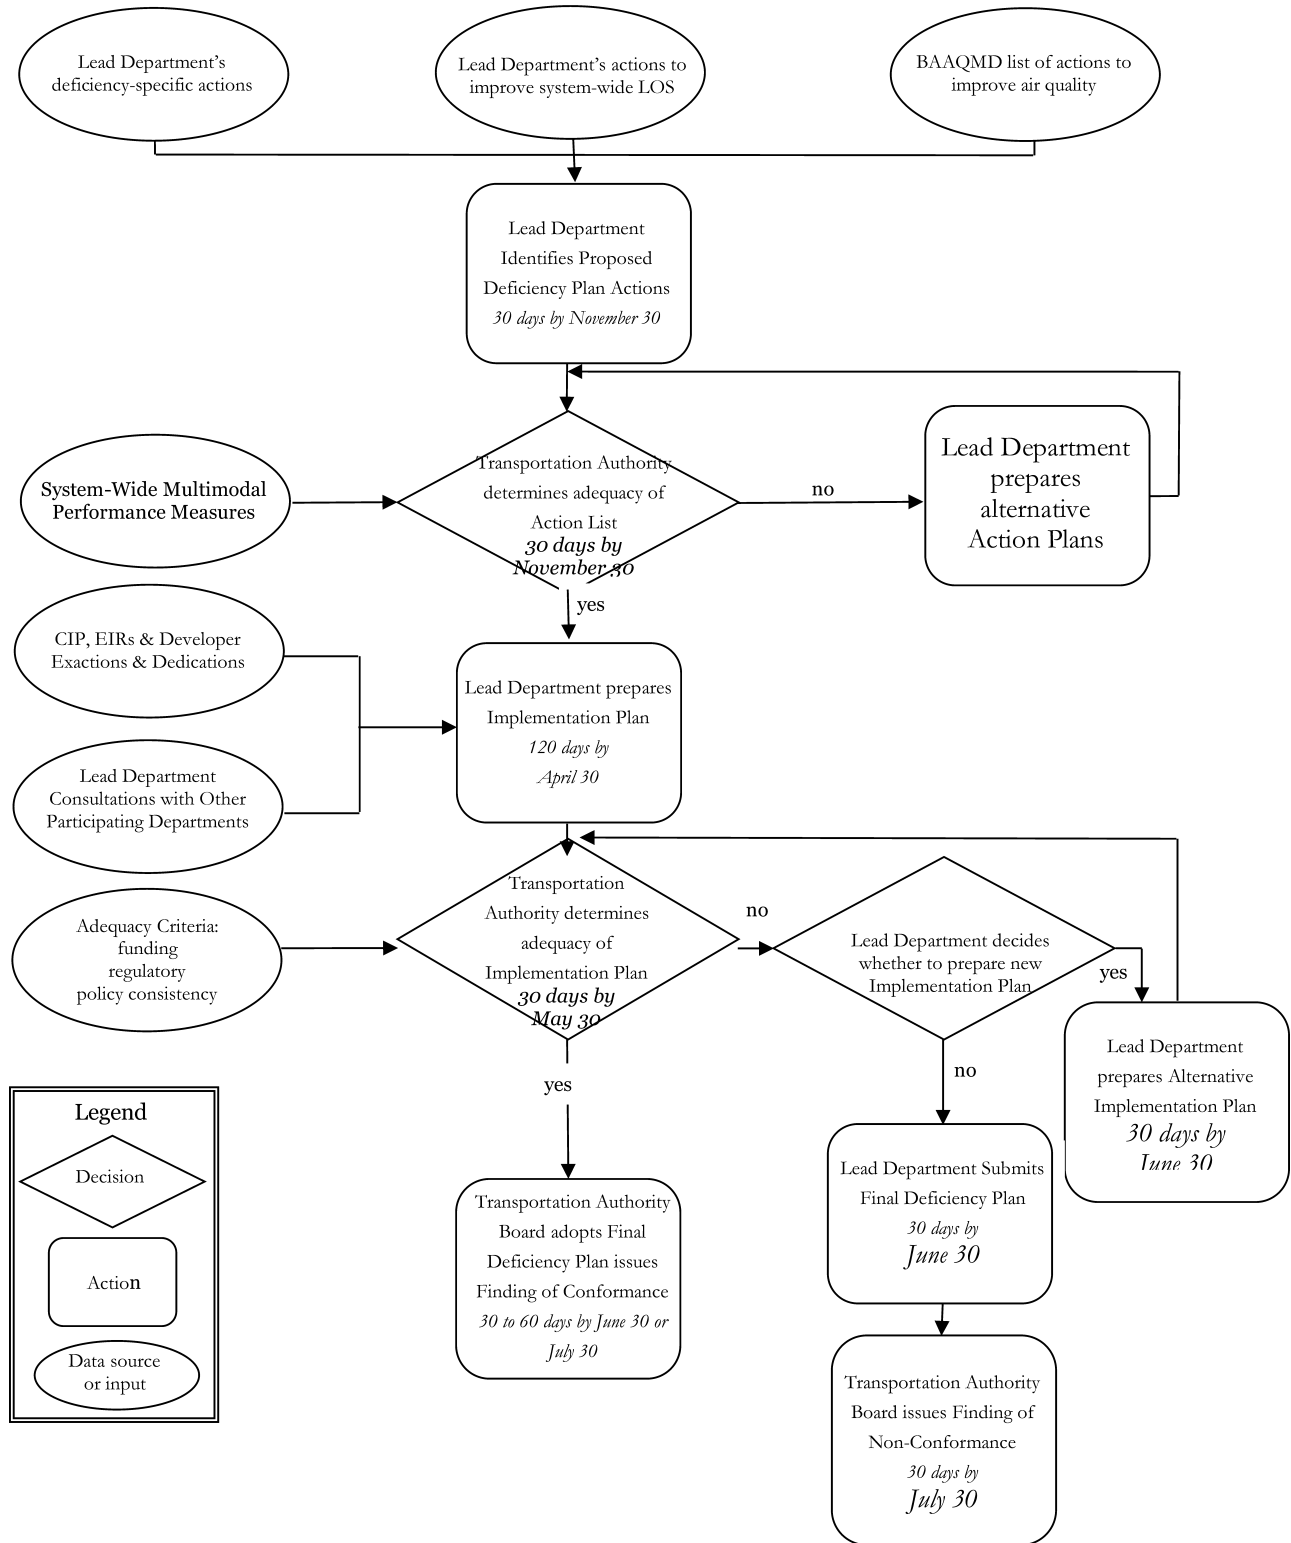 Lead Department's
deficiency-specific actions
Lead Department's actions to
improve system-wide LOS
BAAQMD list of actions to
improve air quality
Lead Department
Identifies Proposed
Deficiency Plan Actions
30 days by November 30
System-Wide Multimodal
Performance Measures
Transportation Authority
determines adequacy of
Action List
30 days by
November 30
no
Lead Department
prepares
alternative
Action Plans
yes
CIP, EIRs & Developer
Exactions & Dedications
Lead Department prepares
Implementation Plan
120 days by
April 30
Lead Department
Consultations with Other
Participating Departments
Adequacy Criteria:
funding
regulatory
policy consistency
Transportation
Authority determines
adequacy of
Implementation Plan
30 days by
May 30
no
Lead Department decides
whether to prepare new
Implementation Plan
yes
Lead Department
prepares Alternative
Implementation Plan
30 days by
June 30
yes
no
Lead Department Submits
Final Deficiency Plan
30 days by
June 30
Transportation Authority
Board adopts Final
Deficiency Plan issues
Finding of Conformance
30 to 60 days by June 30 or
July 30
Transportation Authority
Board issues Finding of
Non-Conformance
30 days by
July 30
Legend
Decision
Action
Data source
or input